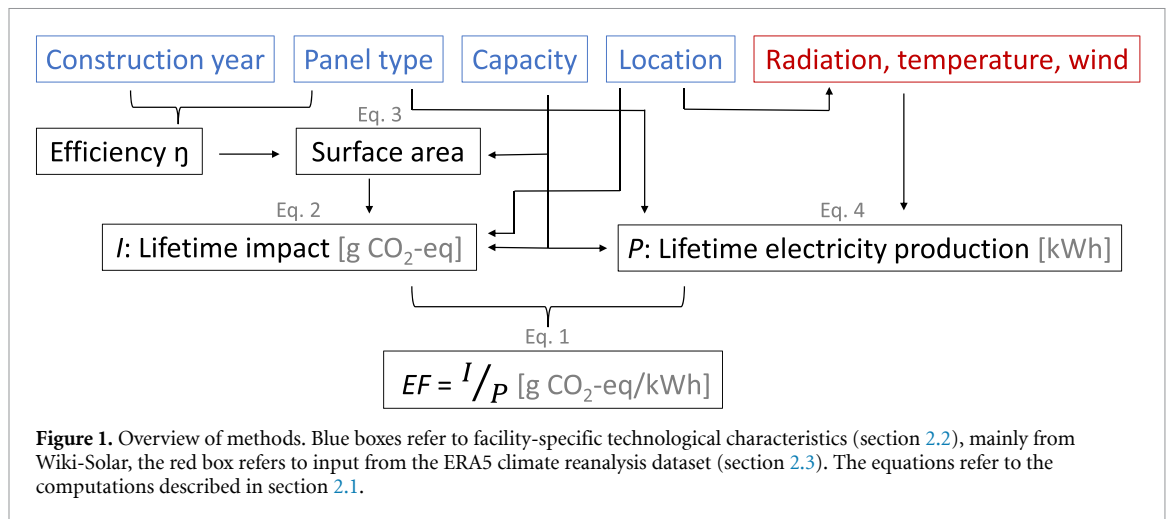 Construction year
Panel type
Capacity
Location
Radiation, temperature, wind
Eq. 3
Efficiency ŋ
Surface area
Eq. 2
Eq. 4
I: Lifetime impact [g CO₂-eq]
P: Lifetime electricity production [kWh]
Eq. 1
EF = I/P [g CO₂-eq/kWh]
Figure 1. Overview of methods. Blue boxes refer to facility-specific technological characteristics (section 2.2), mainly from
Wiki-Solar, the red box refers to input from the ERA5 climate reanalysis dataset (section 2.3). The equations refer to the
computations described in section 2.1.